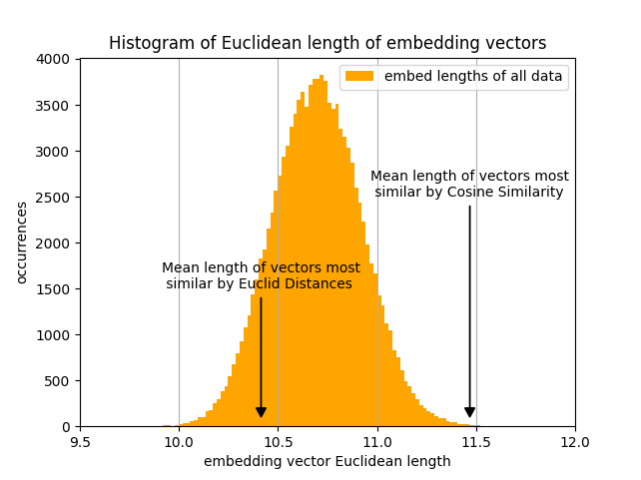 Histogram of Euclidean length of embedding vectors
4000
3500
3000
2500
2000
1500
1000
500
0
occurrences
embed lengths of all data
Mean length of vectors most
similar by Cosine Similarity
Mean length of vectors most
similar by Euclid Distances
9.5 10.0 10.5 11.0 11.5 12.0
embedding vector Euclidean length